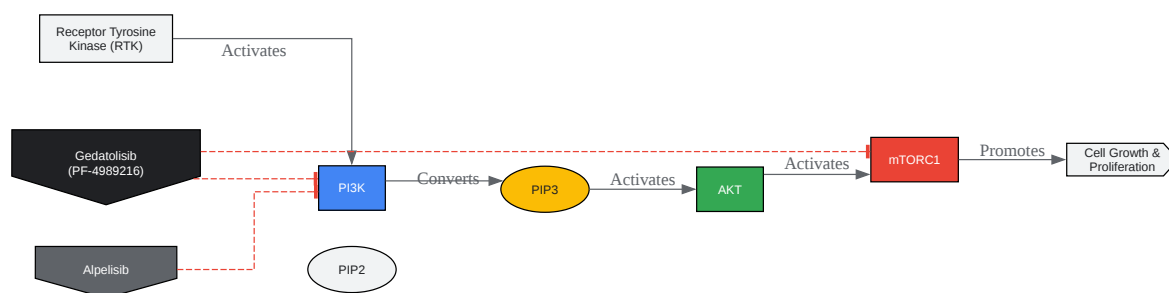 Receptor Tyrosine
Kinase (RTK)
Activates
Gedatolisib
(PF-4989216)
PI3K
Converts
PIP3
Activates
AKT
Activates
mTORC1
Promotes
Cell Growth &
Proliferation
Alpelisib
PIP2